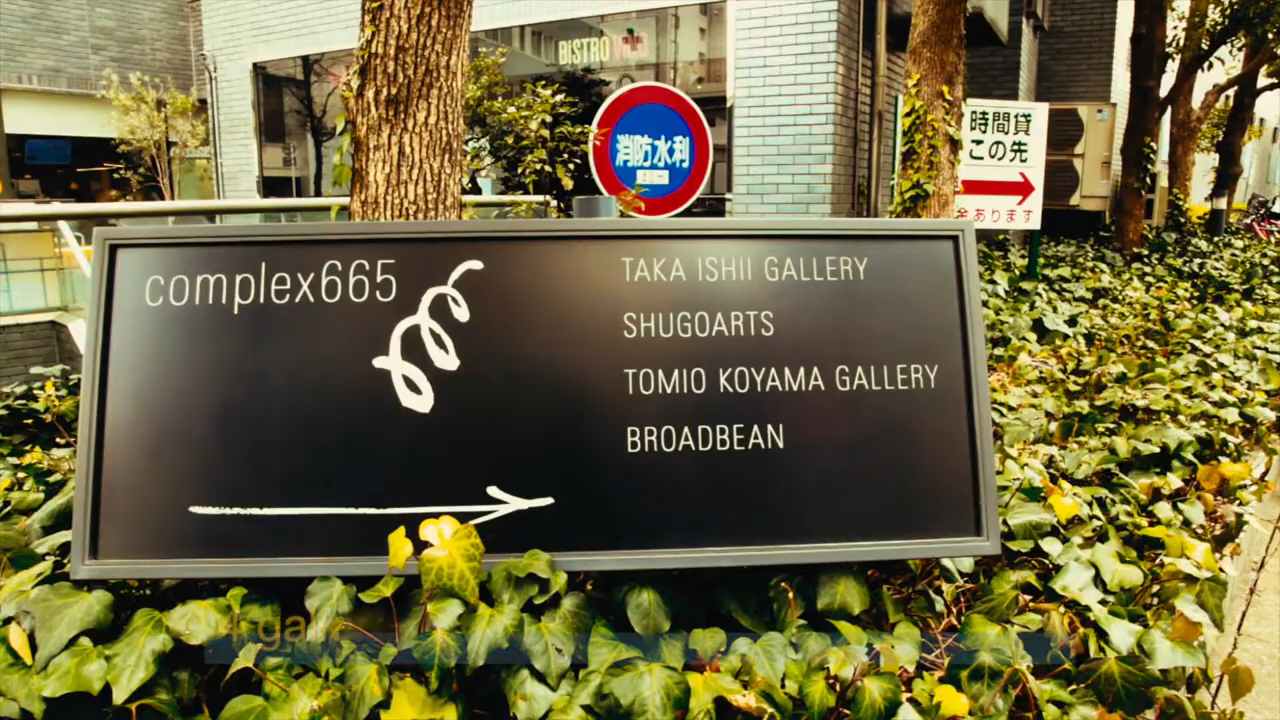 BISTRO
消防水利
時間貸
この先
金あります
complex665
TAKA ISHII GALLERY
SHUGOARTS
TOMIO KOYAMA GALLERY
BROADBEAN